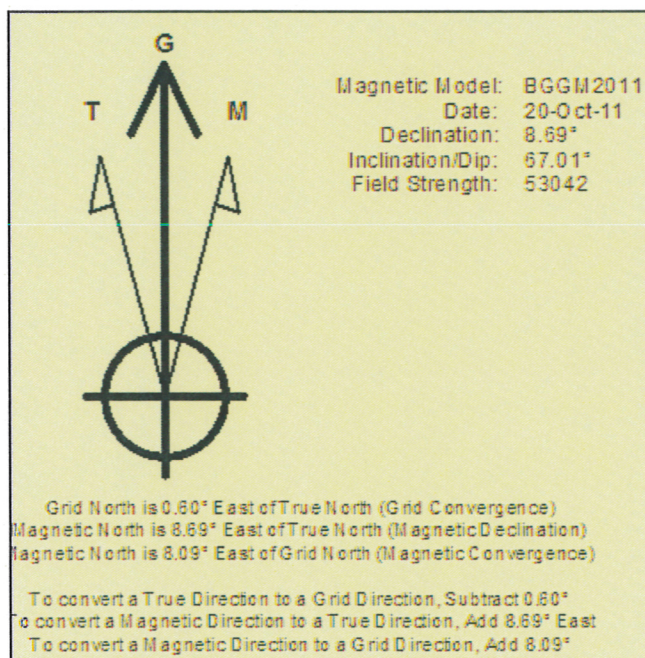 G
T M
Magnetic Model: BGGM2011
Date: 20-Oct-11
Declination: 8.69°
Inclination/Dip: 67.01°
Field Strength: 53042
Grid North is 0.60° East of True North (Grid Convergence)
Magnetic North is 8.69° East of True North (Magnetic Declination)
Magnetic North is 8.09° East of Grid North (Magnetic Convergence)
To convert a True Direction to a Grid Direction, Subtract 0.60°
To convert a Magnetic Direction to a True Direction, Add 8.69° East
To convert a Magnetic Direction to a Grid Direction, Add 8.09°